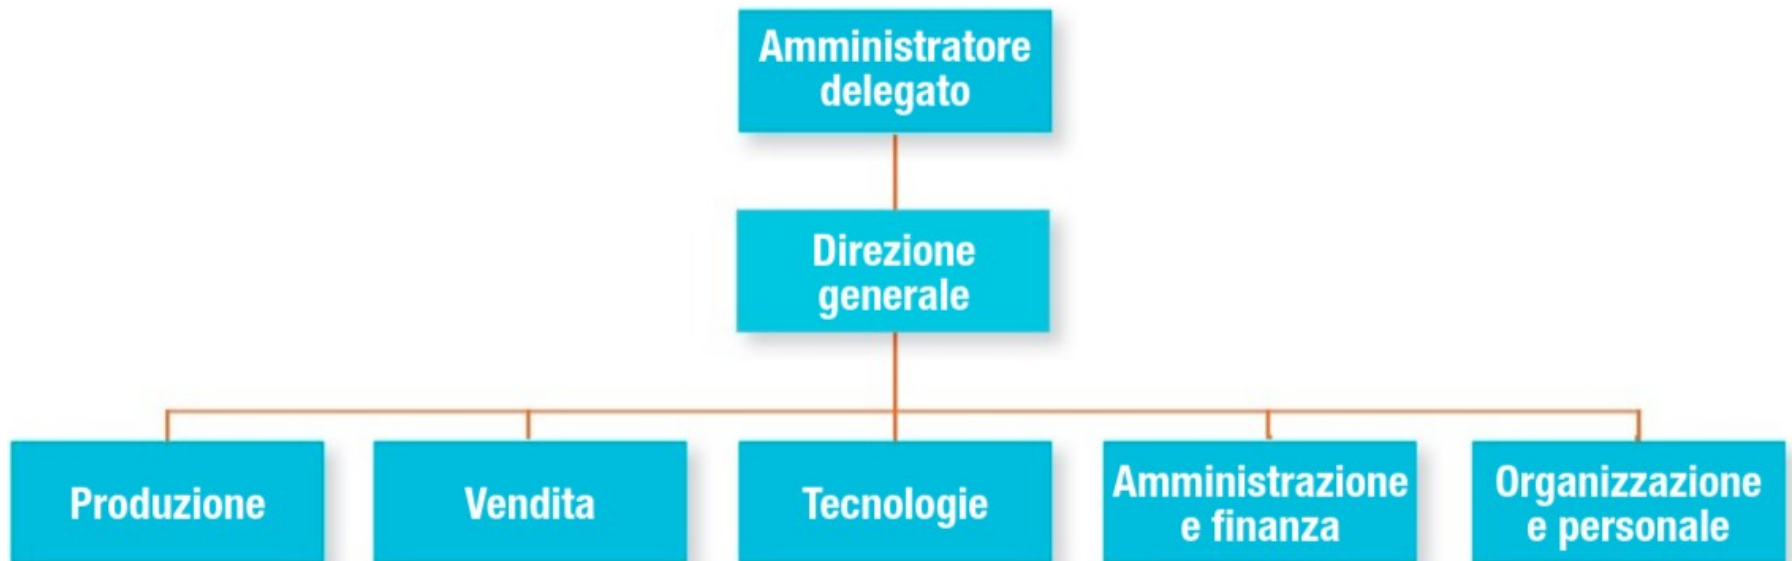 Amministratore
delegato
Direzione
generale
Produzione
Vendita
Tecnologie
Amministrazione
e finanza
Organizzazione
e personale